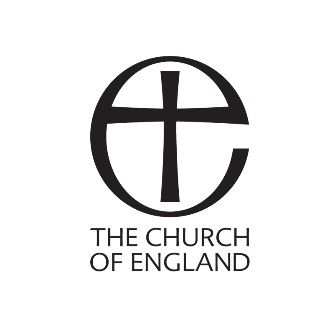 THE CHURCH
OF ENGLAND